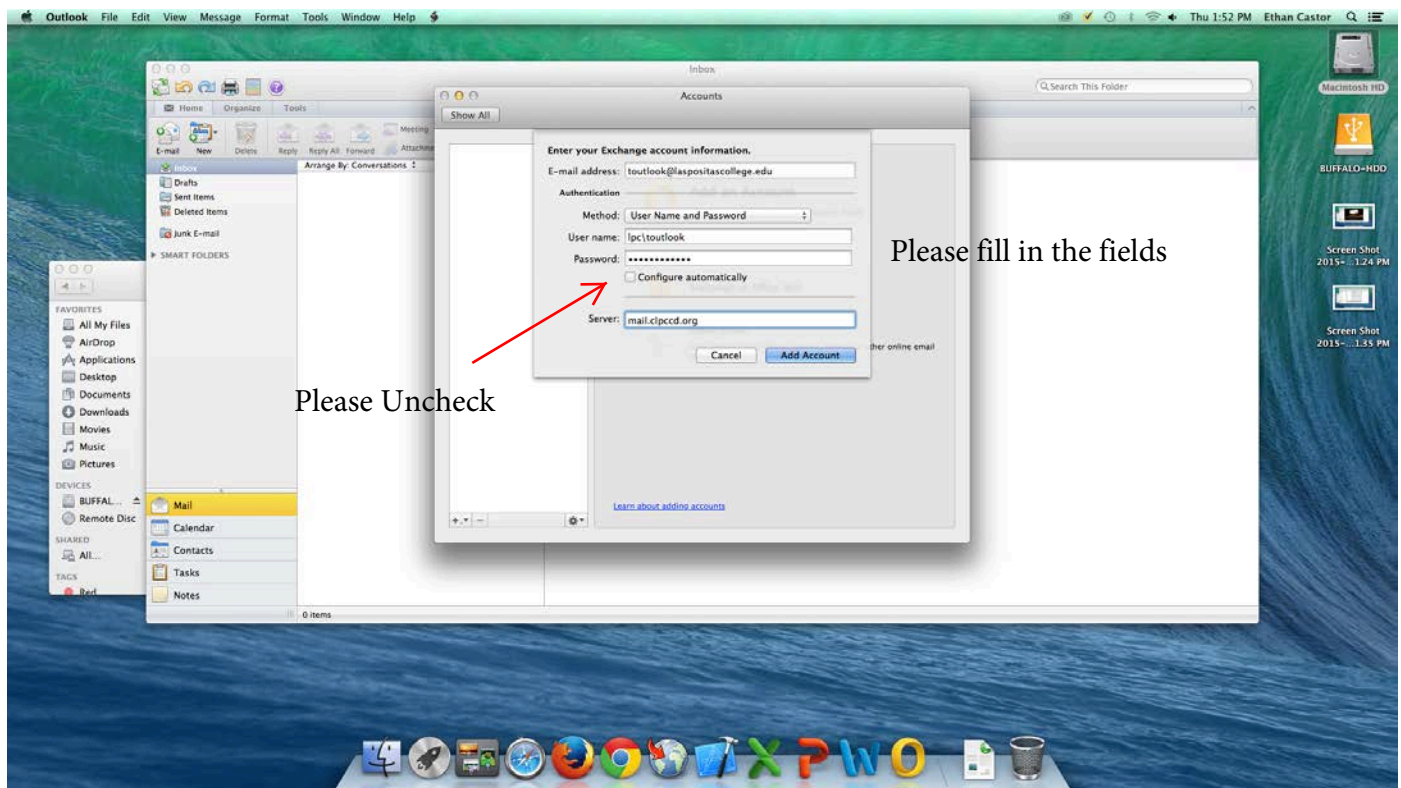 Outlook File Edit View Message Format Tools Window Help
Thu 1:52 PM Ethan Castor
Inbox
Search This Folder
Home Organize Tools
E-mail New Delete Reply Reply All Forward Meeting
Inbox
Drafts
Sent Items
Deleted Items
Junk E-mail
SMART FOLDERS
Arrange By: Conversations
Mail
Calendar
Contacts
Tasks
Notes
0 items
FAVORITES
All My Files
AirDrop
Applications
Desktop
Documents
Downloads
Movies
Music
Pictures
DEVICES
BUFFAL...
Remote Disc
SHARED
All...
TAGS
Red
Accounts
Show All
Enter your Exchange account information.
E-mail address: toutlook@laspositascollege.edu
Authentication
Method: User Name and Password
User name: lpc\toutlook
Password: ••••••••••••
Configure automatically
Server: mail.clpccd.org
Cancel Add Account
ther online email
Learn about adding accounts
Please fill in the fields
Please Uncheck
Macintosh HD
BUFFALO-HDD
Screen Shot
2015-...1.24 PM
Screen Shot
2015-...1.35 PM